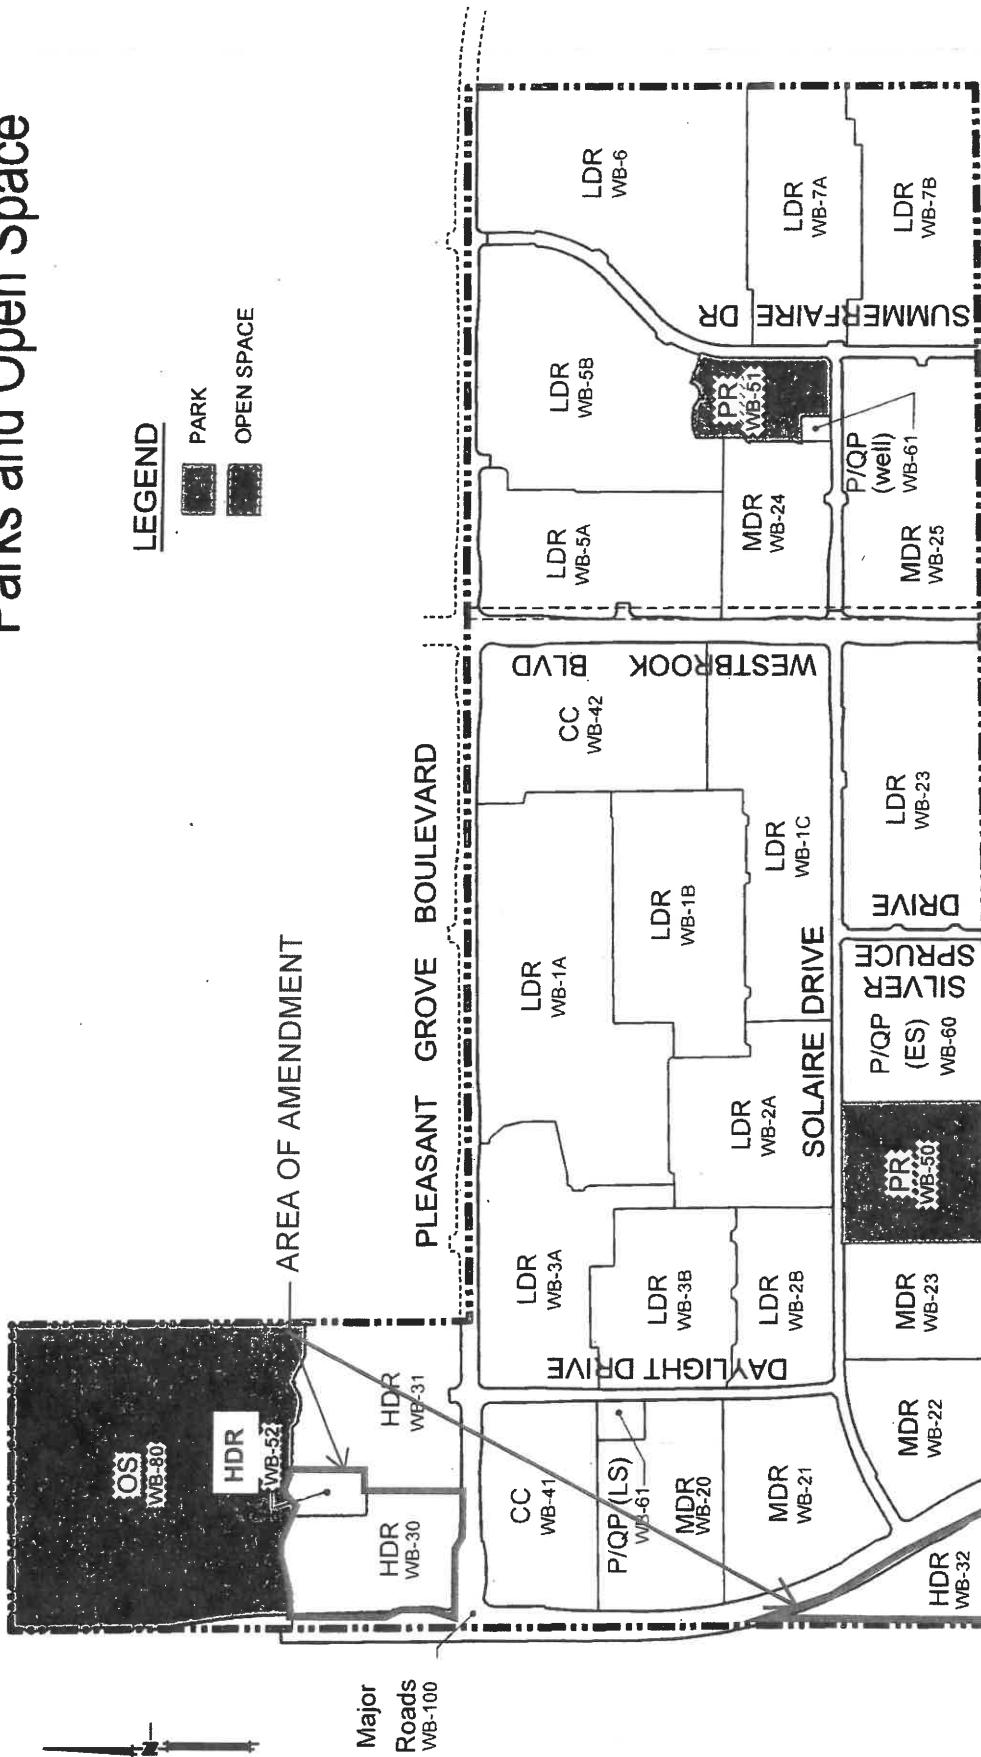 Parks and Open Space
LEGEND
PARK
OPEN SPACE
AREA OF AMENDMENT
PLEASANT GROVE BOULEVARD
OS
WB-80
HDR
WB-52
HDR
WB-31
HDR
WB-30
Major
Roads
WB-100
N
CC
WB-41
P/QP (LS)
WB-61
MDR
WB-20
MDR
WB-21
MDR
WB-22
HDR
WB-32
DAYLIGHT DRIVE
LDR
WB-3A
LDR
WB-3B
LDR
WB-2B
LDR
WB-2A
LDR
WB-1A
LDR
WB-1B
LDR
WB-1C
CC
WB-42
SOLAIRE DRIVE
MDR
WB-23
PR
WB-50
P/QP
(ES)
WB-60
SILVER
SPRUCE
DRIVE
LDR
WB-23
WESTBROOK BLVD
LDR
WB-5A
LDR
WB-5B
MDR
WB-24
PR
WB-51
P/QP
(well)
WB-61
MDR
WB-25
SUMMERFAIRE DR
LDR
WB-6
LDR
WB-7A
LDR
WB-7B